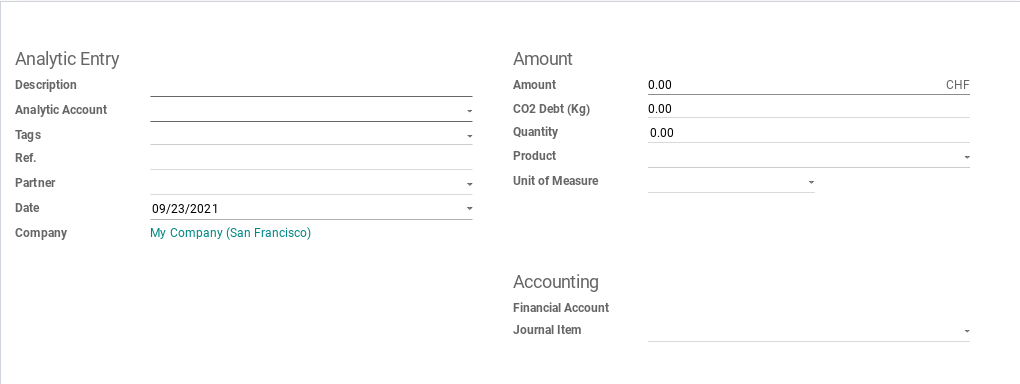 Analytic Entry
Description
Analytic Account
Tags
Ref.
Partner
Date 09/23/2021
Company My Company (San Francisco)
Amount
Amount 0.00 CHF
CO2 Debt (Kg) 0.00
Quantity 0.00
Product
Unit of Measure
Accounting
Financial Account
Journal Item